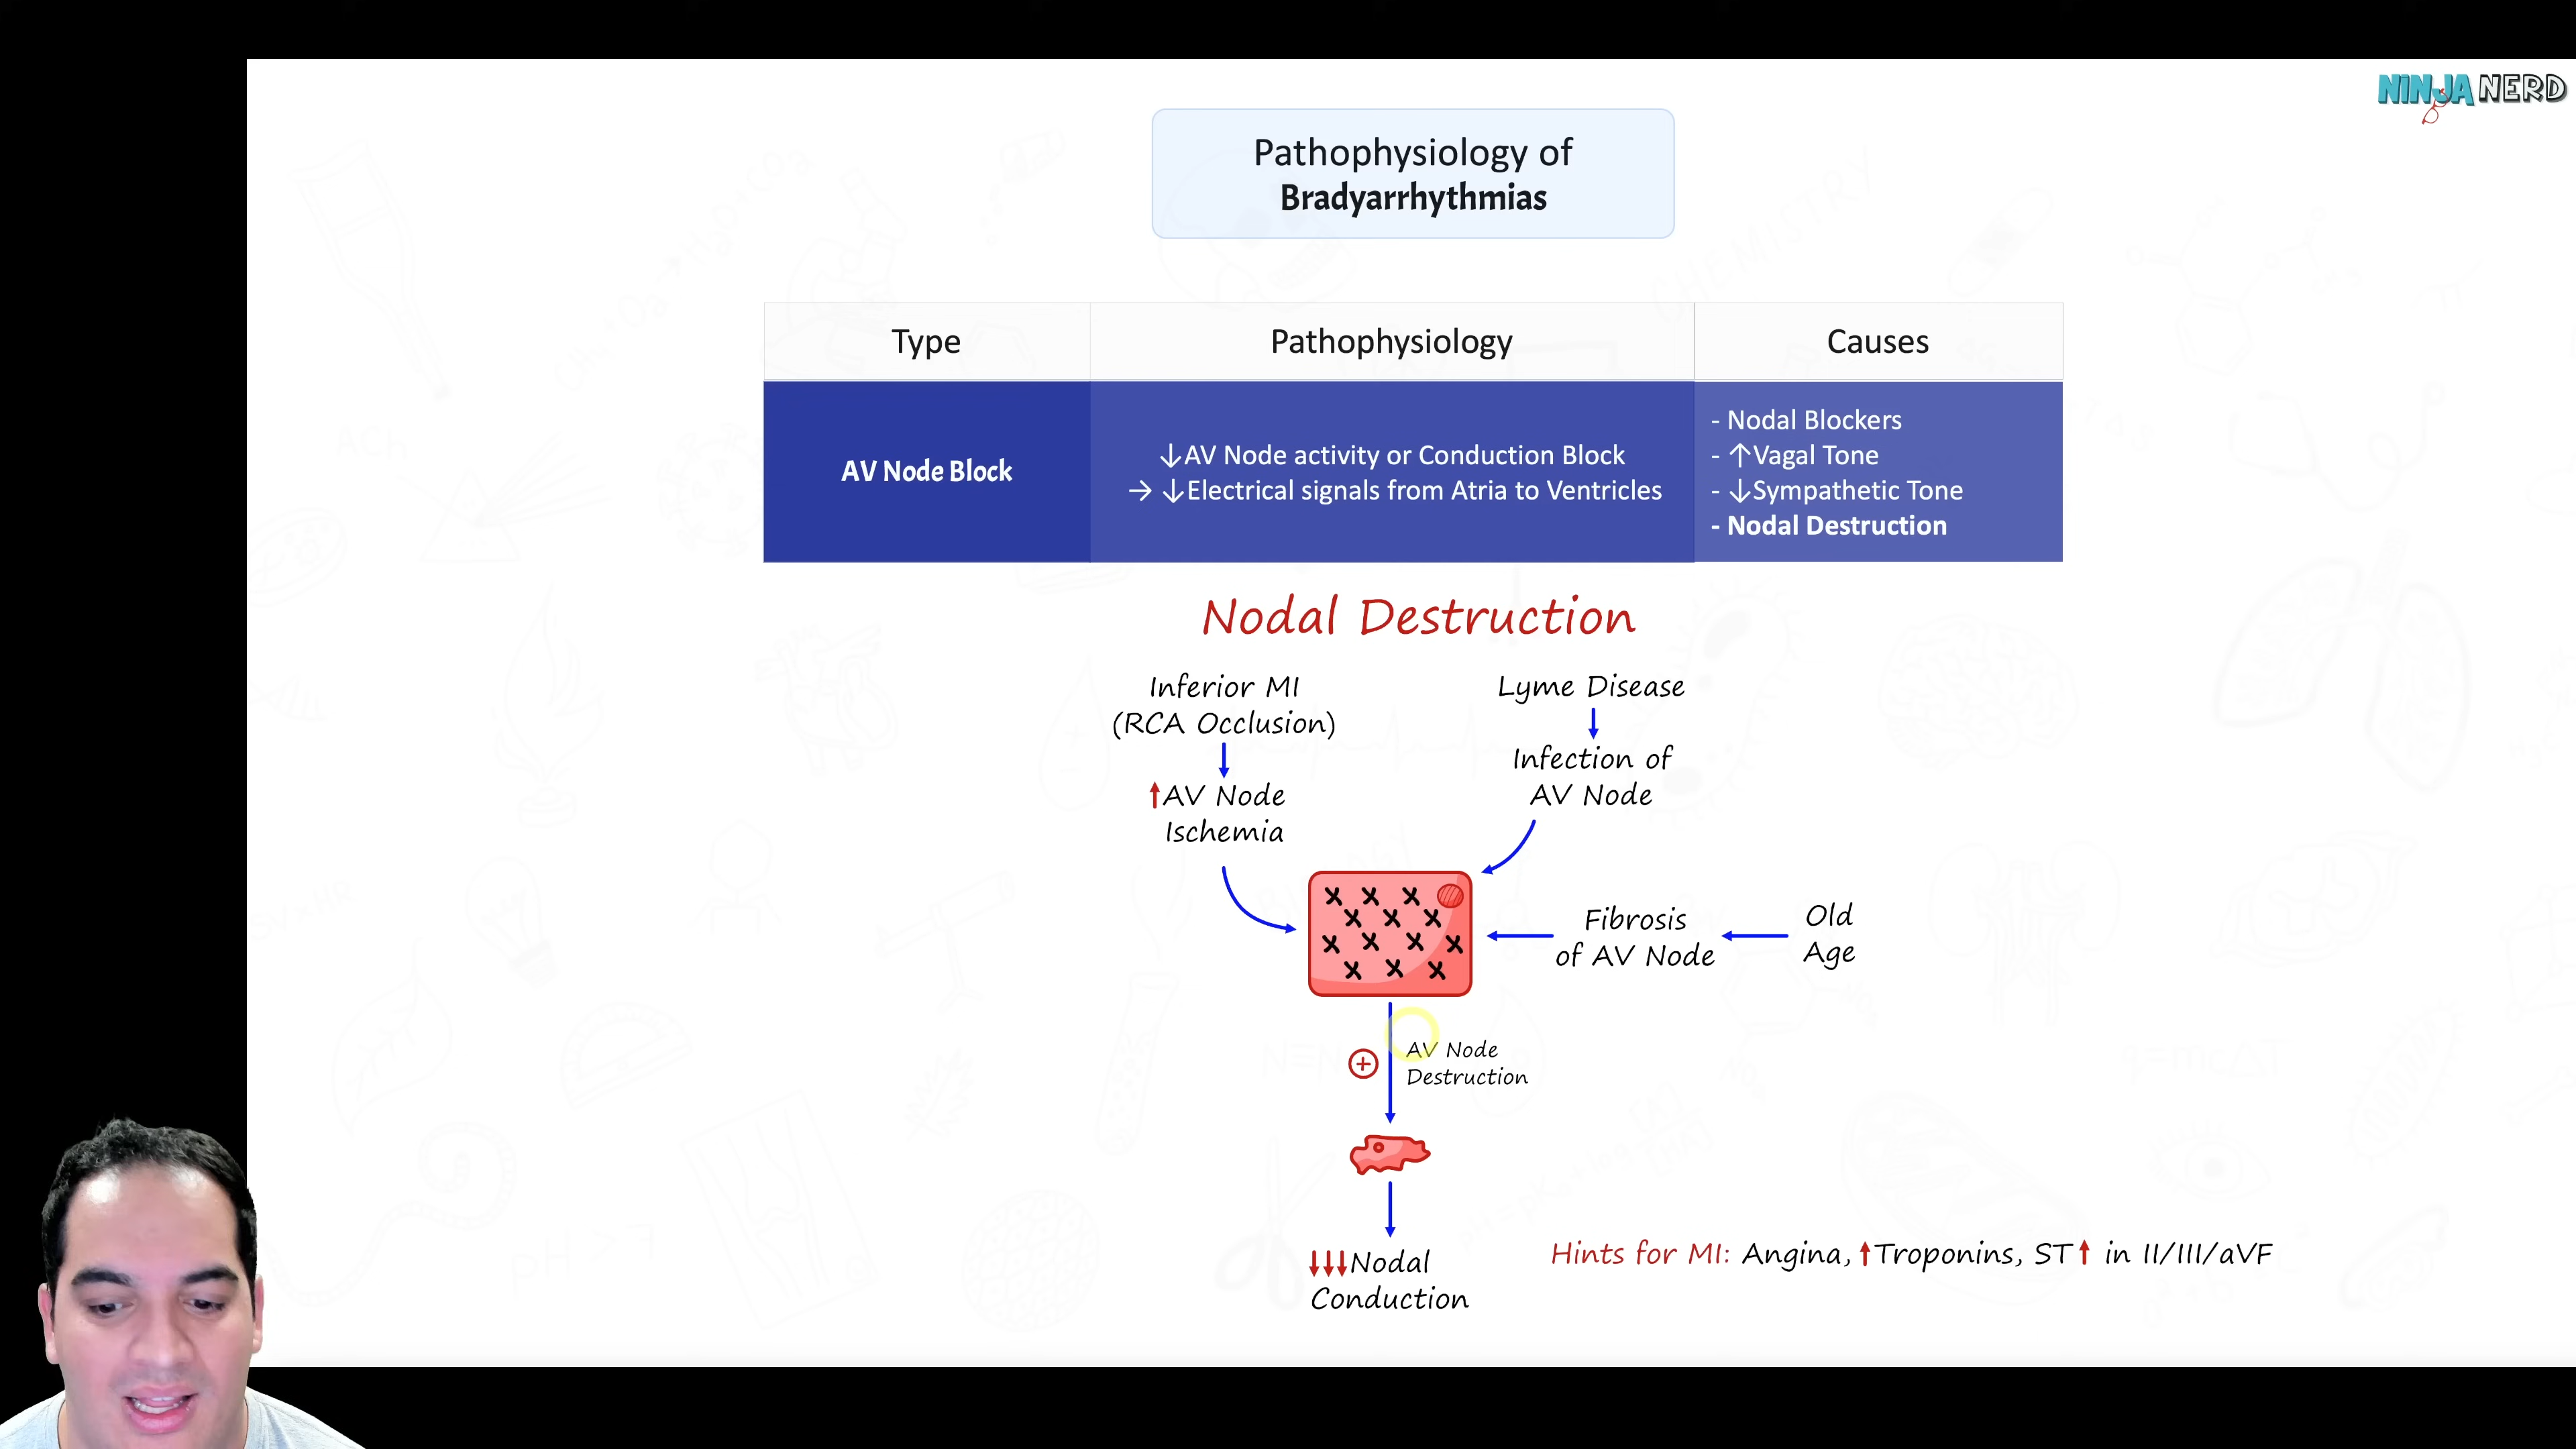 NINJA NERD
Pathophysiology of
Bradyarrhythmias
Type
Pathophysiology
Causes
AV Node Block
↓AV Node activity or Conduction Block
→ ↓Electrical signals from Atria to Ventricles
- Nodal Blockers
- ↑Vagal Tone
- ↓Sympathetic Tone
- Nodal Destruction
Nodal Destruction
Inferior MI
(RCA Occlusion)
↑AV Node
Ischemia
Lyme Disease
Infection of
AV Node
Fibrosis
of AV Node
Old
Age
AV Node
Destruction
↓↓↓Nodal
Conduction
Hints for MI: Angina, ↑Troponins, ST↑ in II/III/aVF
CHEMISTRY
ACh